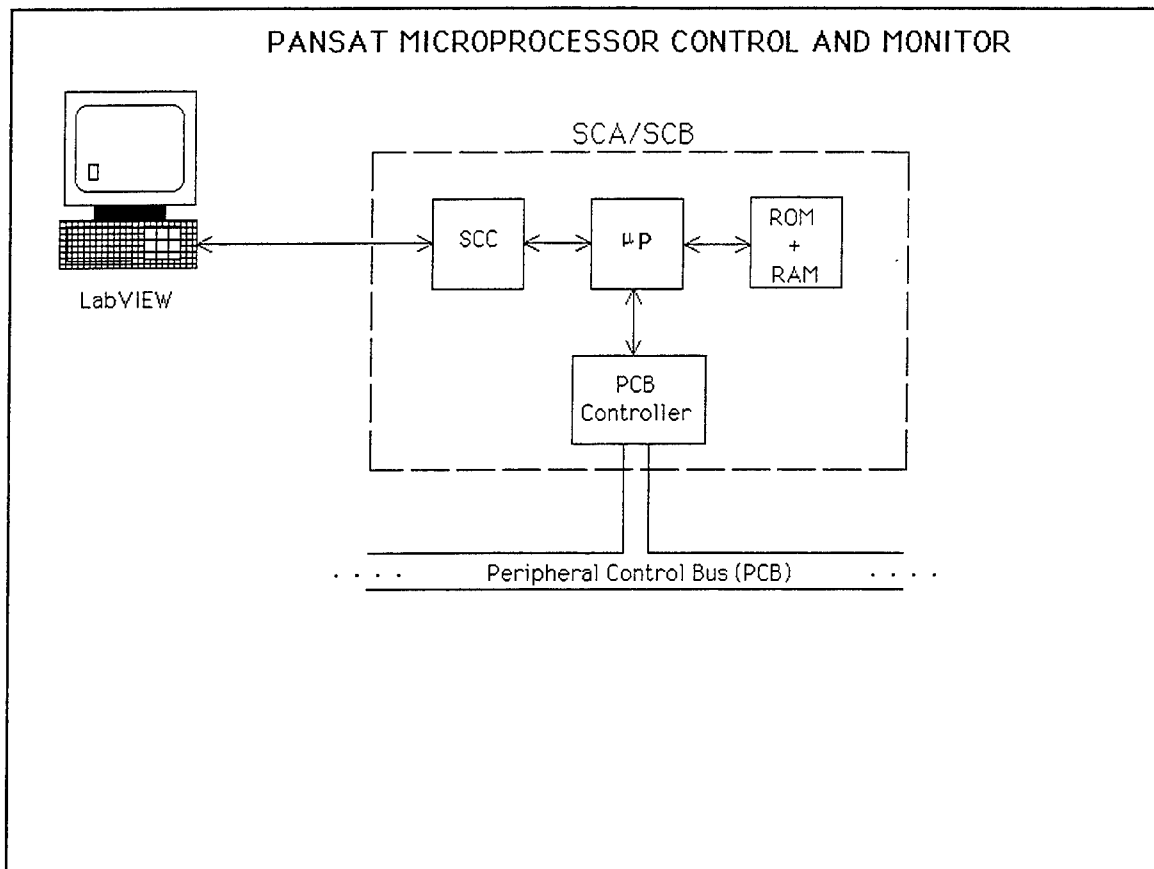 PANSAT MICROPROCESSOR CONTROL AND MONITOR
SCA/SCB
SCC
μP
ROM
+
RAM
LabVIEW
PCB
Controller
. . . . Peripheral Control Bus (PCB) . . . .